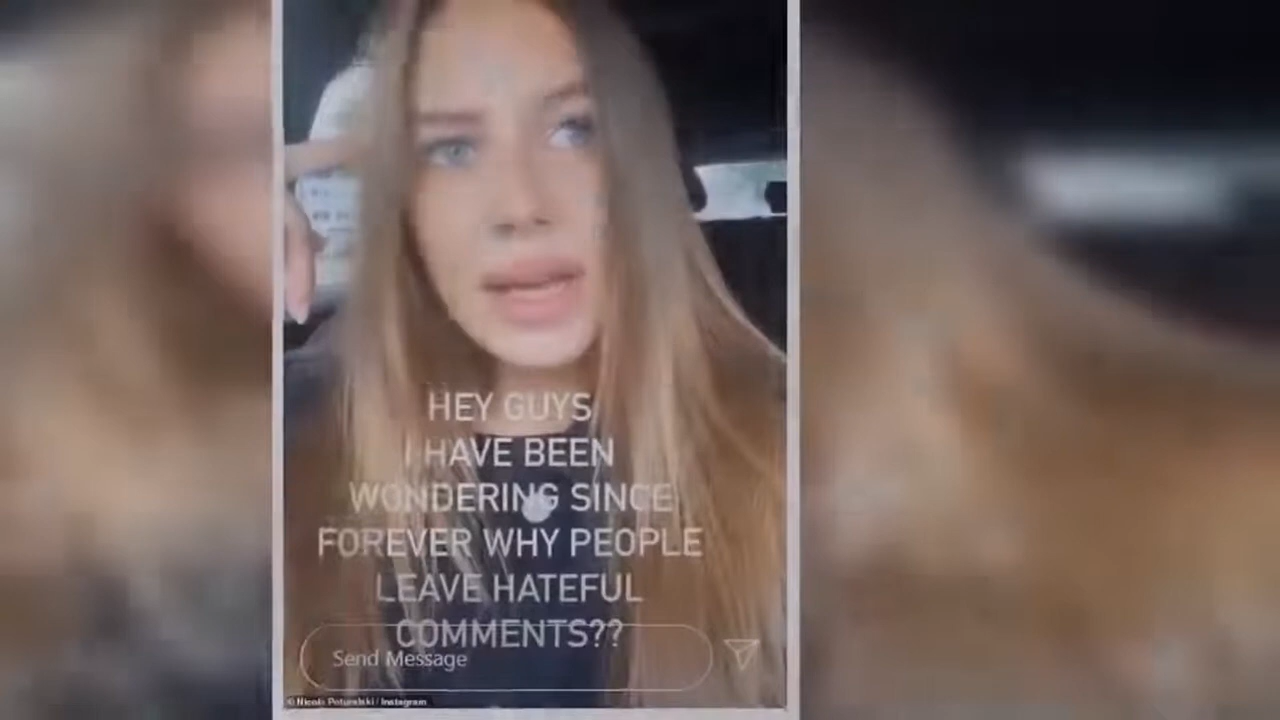 HEY GUYS
I HAVE BEEN
WONDERING SINCE
FOREVER WHY PEOPLE
LEAVE HATEFUL
COMMENTS??
Send Message
© Nicole Poturalski / Instagram